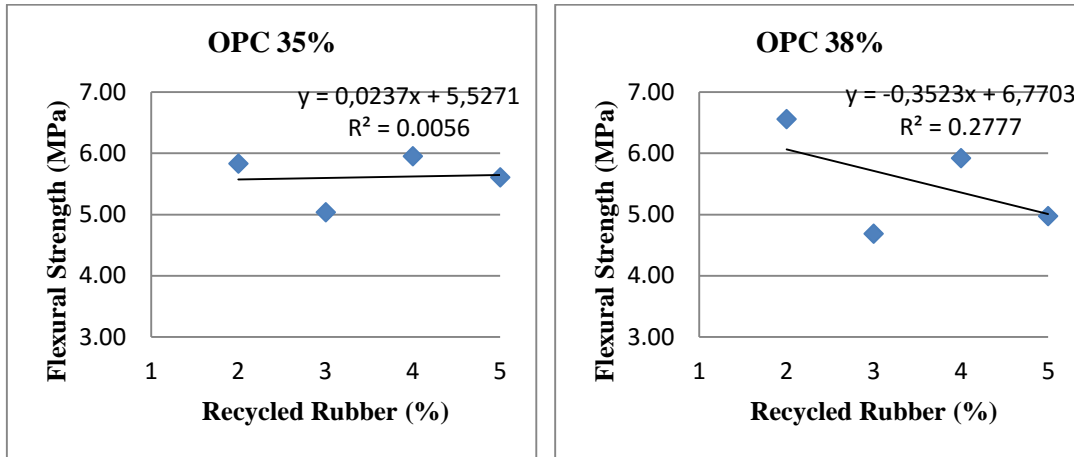 OPC 35%
y = 0,0237x + 5,5271
R² = 0.0056
Flexural Strength (MPa)
7.00
6.00
5.00
4.00
3.00
1 2 3 4 5
Recycled Rubber (%)
OPC 38%
y = -0,3523x + 6,7703
R² = 0.2777
Flexural Strength (MPa)
7.00
6.00
5.00
4.00
3.00
1 2 3 4 5
Recycled Rubber (%)